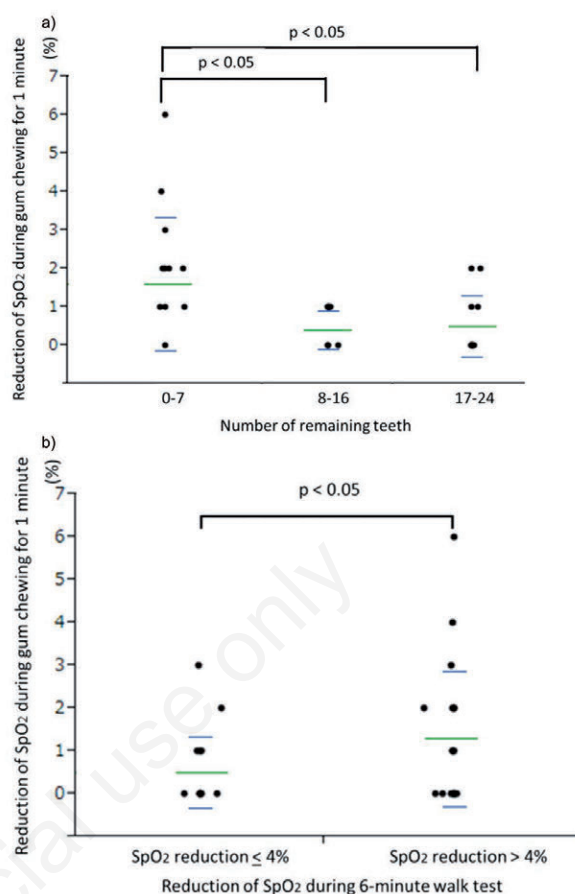 a)
Reduction of SpO2 during gum chewing for 1 minute
(%)
p < 0.05
p < 0.05
7
6
5
4
3
2
1
0
0-7 8-16 17-24
Number of remaining teeth
b)
Reduction of SpO2 during gum chewing for 1 minute
(%)
p < 0.05
7
6
5
4
3
2
1
0
SpO2 reduction ≤ 4% SpO2 reduction > 4%
Reduction of SpO2 during 6-minute walk test
cial use only